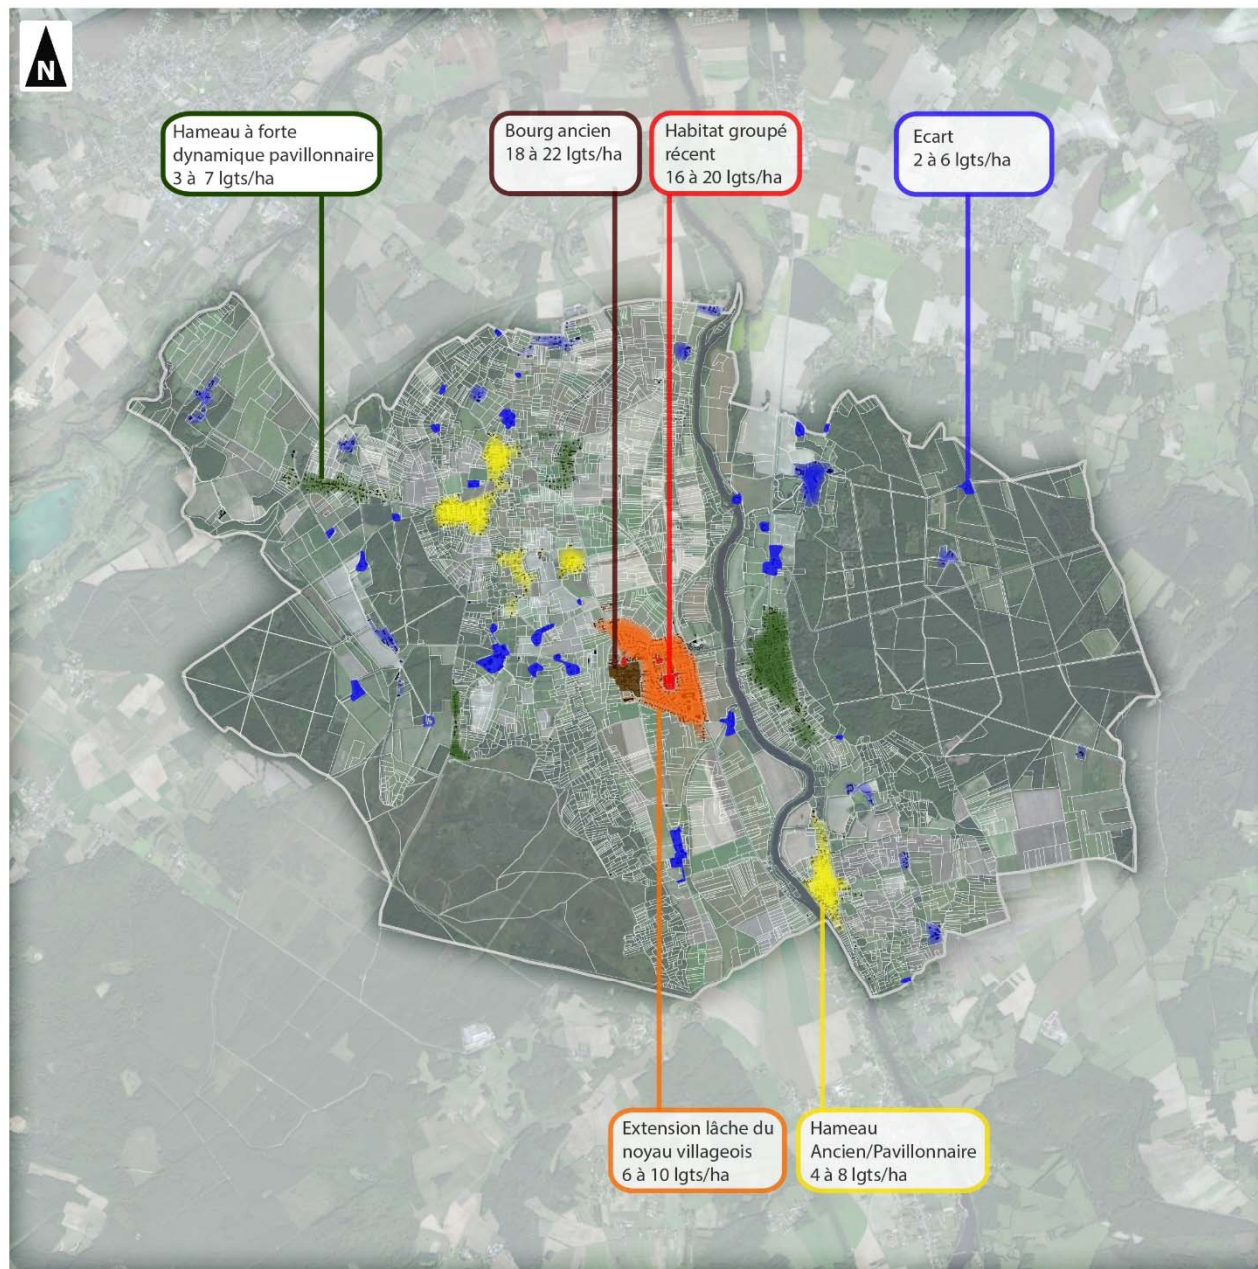 N
Hameau à forte
dynamique pavillonnaire
3 à 7 lgts/ha
Bourg ancien
18 à 22 lgts/ha
Habitat groupé
récent
16 à 20 lgts/ha
Ecart
2 à 6 lgts/ha
Extension lâche du
noyau villageois
6 à 10 lgts/ha
Hameau
Ancien/Pavillonnaire
4 à 8 lgts/ha